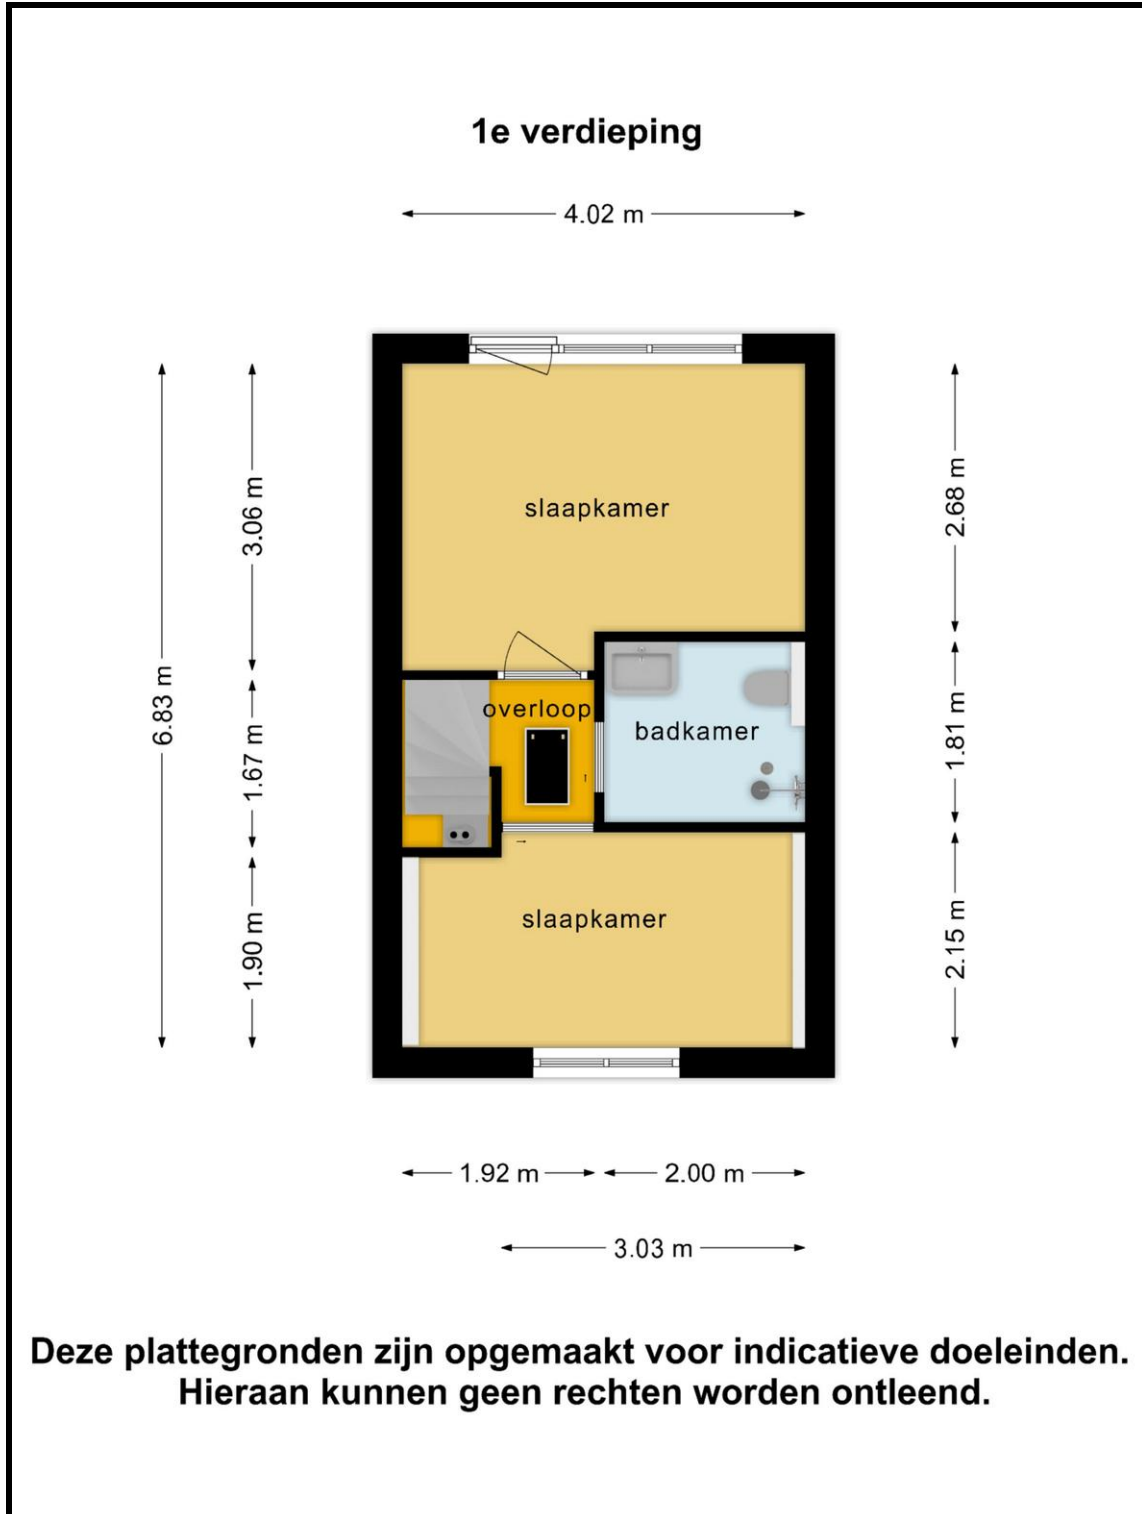 1e verdieping
4.02 m
slaapkamer
3.06 m
2.68 m
6.83 m
overloop
badkamer
1.67 m
1.81 m
slaapkamer
1.90 m
2.15 m
1.92 m
2.00 m
3.03 m
Deze plattegronden zijn opgemaakt voor indicatieve doeleinden.
Hieraan kunnen geen rechten worden ontleend.